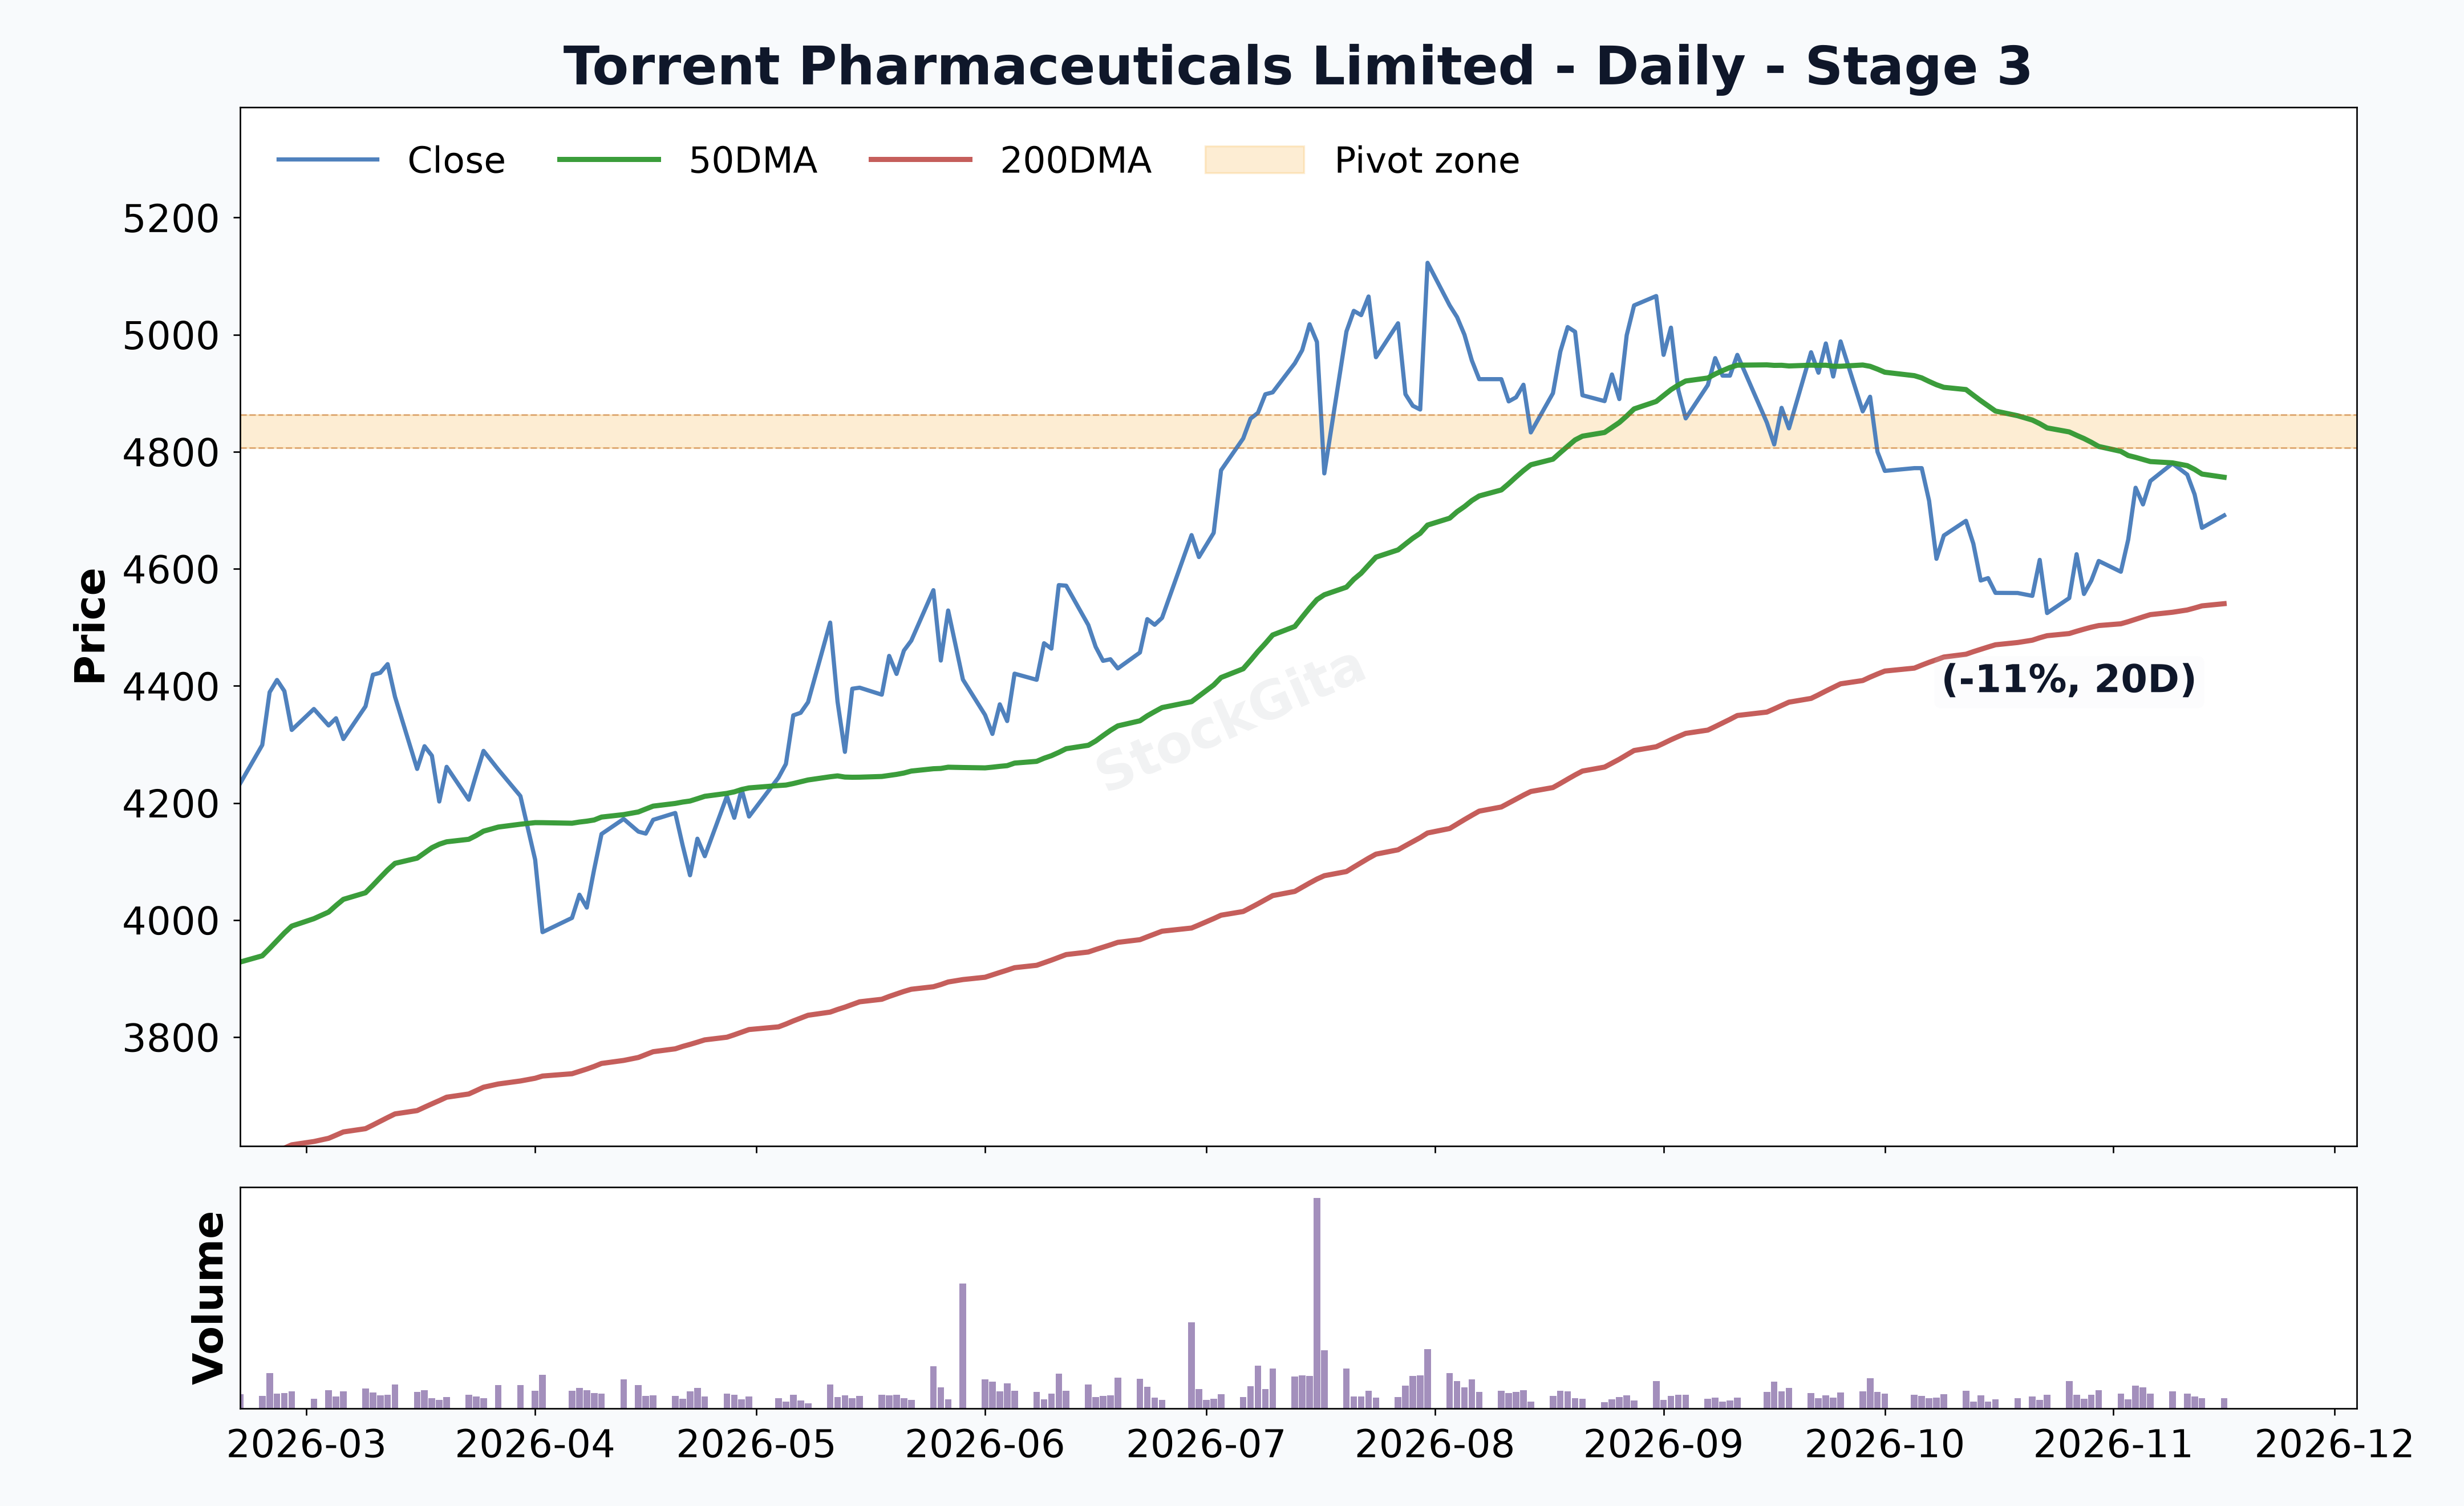 Torrent Pharmaceuticals Limited - Daily - Stage 3
Close 50DMA 200DMA Pivot zone
5200
5000
4800
4600
4400
4200
4000
3800
Price
(-11%, 20D)
StockGita
Volume
2026-03 2026-04 2026-05 2026-06 2026-07 2026-08 2026-09 2026-10 2026-11 2026-12